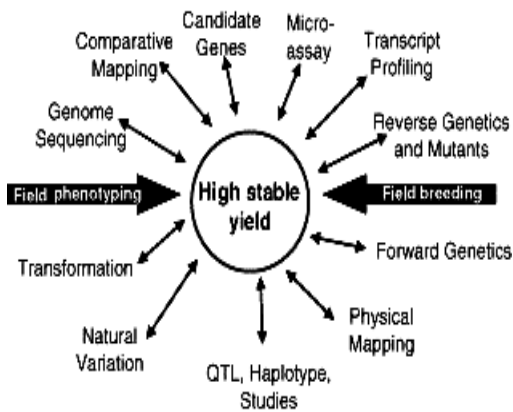 Candidate
Genes
Micro-
assay
Comparative
Mapping
Transcript
Profiling
Genome
Sequencing
Reverse Genetics
and Mutants
Field phenotyping
High stable
yield
Field breeding
Transformation
Forward Genetics
Natural
Variation
Physical
Mapping
QTL, Haplotype,
Studies